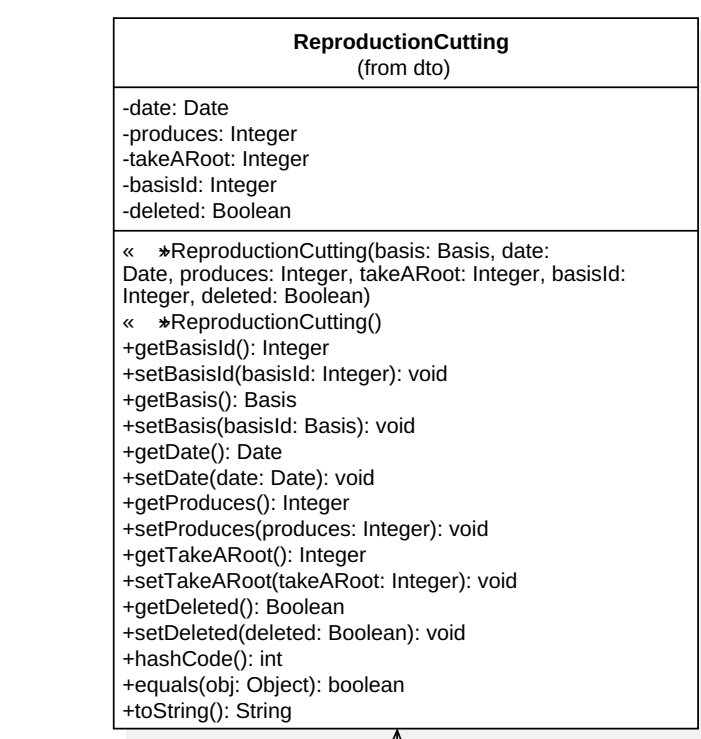 ReproductionCutting
(from dto)
-date: Date
-produces: Integer
-takeARoot: Integer
-basisId: Integer
-deleted: Boolean
« »+ReproductionCutting(basis: Basis, date:
Date, produces: Integer, takeARoot: Integer, basisId:
Integer, deleted: Boolean)
« »+ReproductionCutting()
+getBasisId(): Integer
+setBasisId(basisId: Integer): void
+getBasis(): Basis
+setBasis(basisId: Basis): void
+getDate(): Date
+setDate(date: Date): void
+getProduces(): Integer
+setProduces(produces: Integer): void
+getTakeARoot(): Integer
+setTakeARoot(takeARoot: Integer): void
+getDeleted(): Boolean
+setDeleted(deleted: Boolean): void
+hashCode(): int
+equals(obj: Object): boolean
+toString(): String